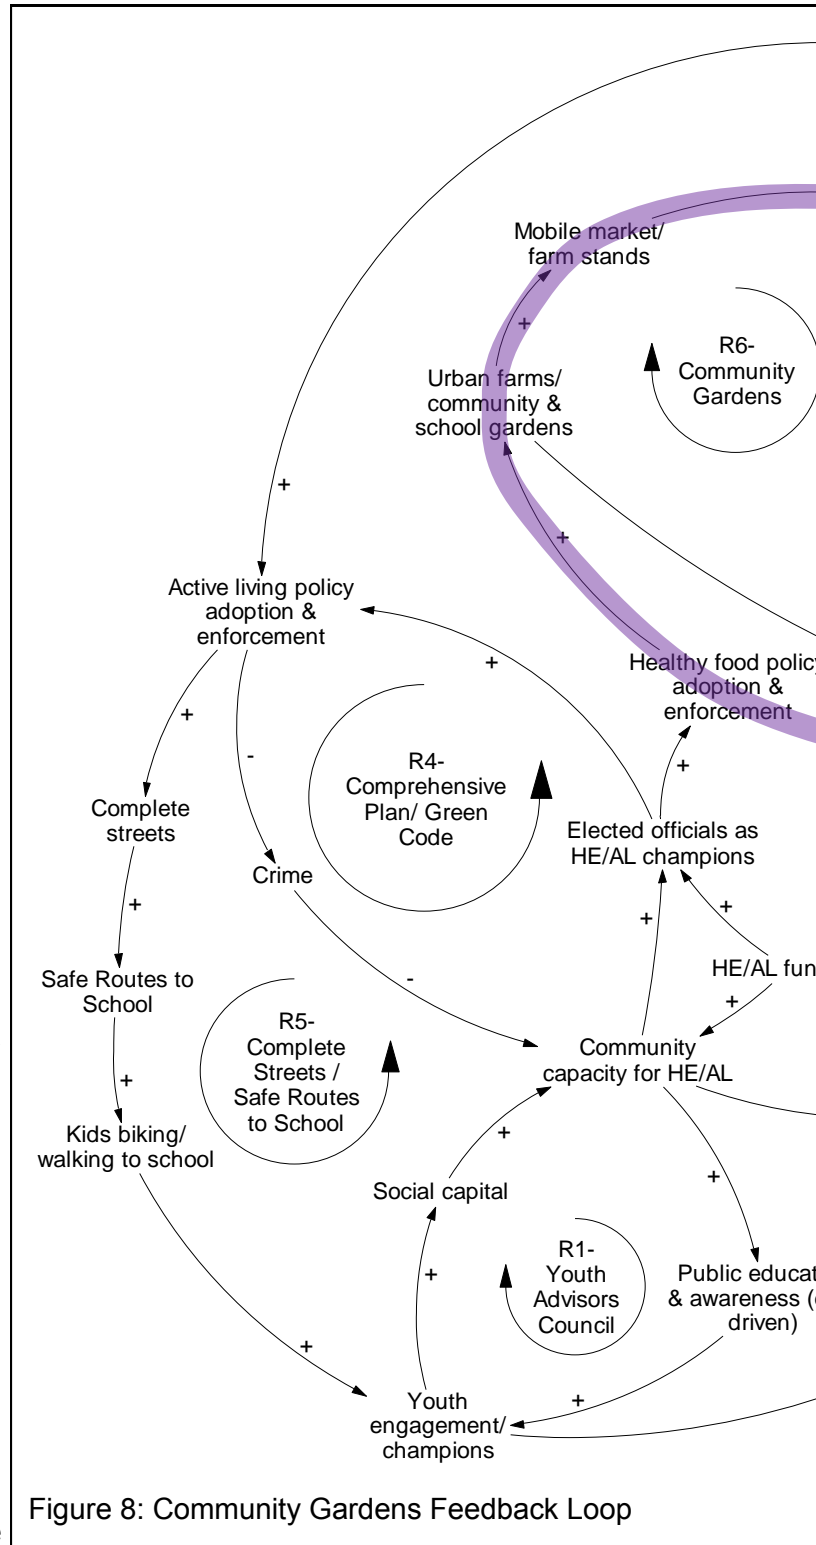 Mobile market/
farm stands
+
R6-
Community
Gardens
Urban farms/
community &
school gardens
+
+
Active living policy
adoption &
enforcement
+
Healthy food policy
adoption &
enforcement
+
-
R4-
Comprehensive
Plan/ Green
Code
+
Complete
streets
Elected officials as
HE/AL champions
Crime
+
+
+
Safe Routes to
School
-
HE/AL
+
R5-
Complete
Streets /
Safe Routes
to School
Community
capacity for HE/AL
+
Kids biking/
walking to school
+
+
Social capital
+
R1-
Youth
Advisors
Council
Public
& awareness
driven)
+
+
Youth
engagement/
champions
Figure 8: Community Gardens Feedback Loop